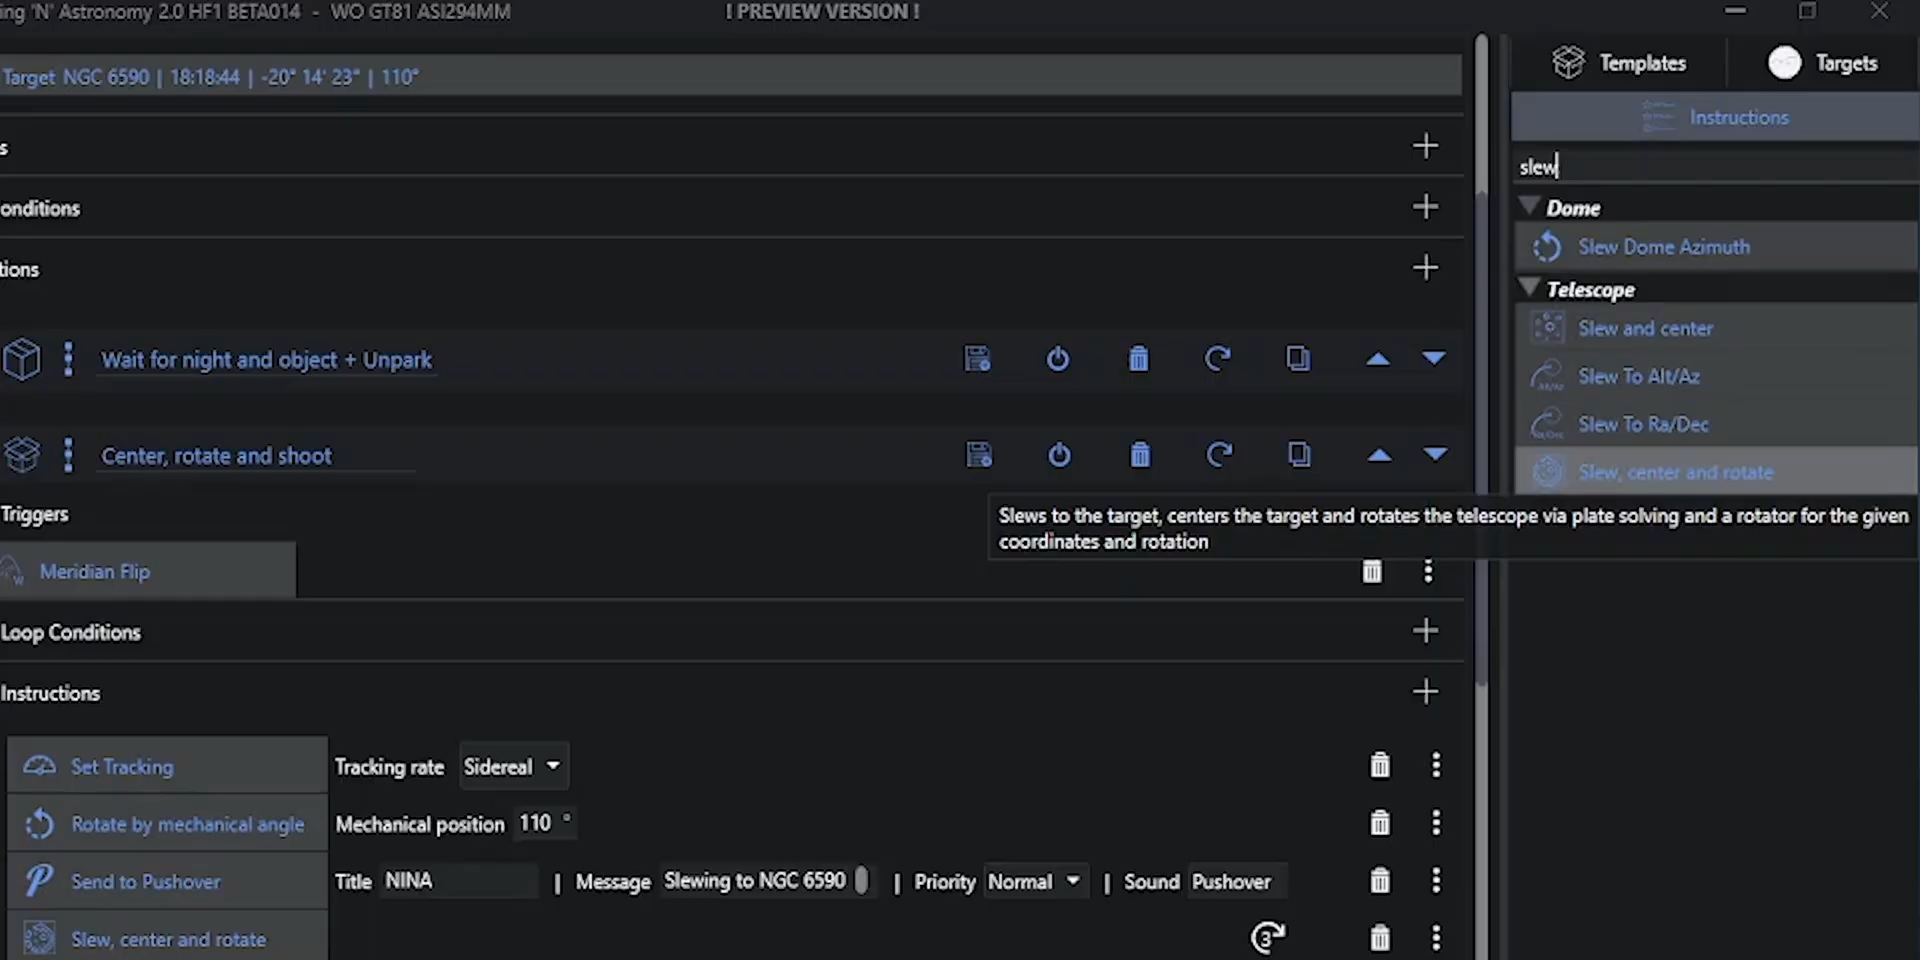 ing 'N' Astronomy 2.0 HF1 BETA014 - WO GT81 ASI294MM
! PREVIEW VERSION !
Templates
Targets
Target NGC 6590 | 18:18:44 | -20° 14' 23" | 110°
Instructions
s
slew
onditions
Dome
Slew Dome Azimuth
tions
Telescope
Slew and center
Wait for night and object + Unpark
Slew To Alt/Az
Slew To Ra/Dec
Center, rotate and shoot
Slew, center and rotate
Triggers
Slews to the target, centers the target and rotates the telescope via plate solving and a rotator for the given
coordinates and rotation
Meridian Flip
Loop Conditions
Instructions
Set Tracking Tracking rate Sidereal
Rotate by mechanical angle Mechanical position 110 °
Send to Pushover Title NINA | Message Slewing to NGC 6590 | Priority Normal | Sound Pushover
Slew, center and rotate 3